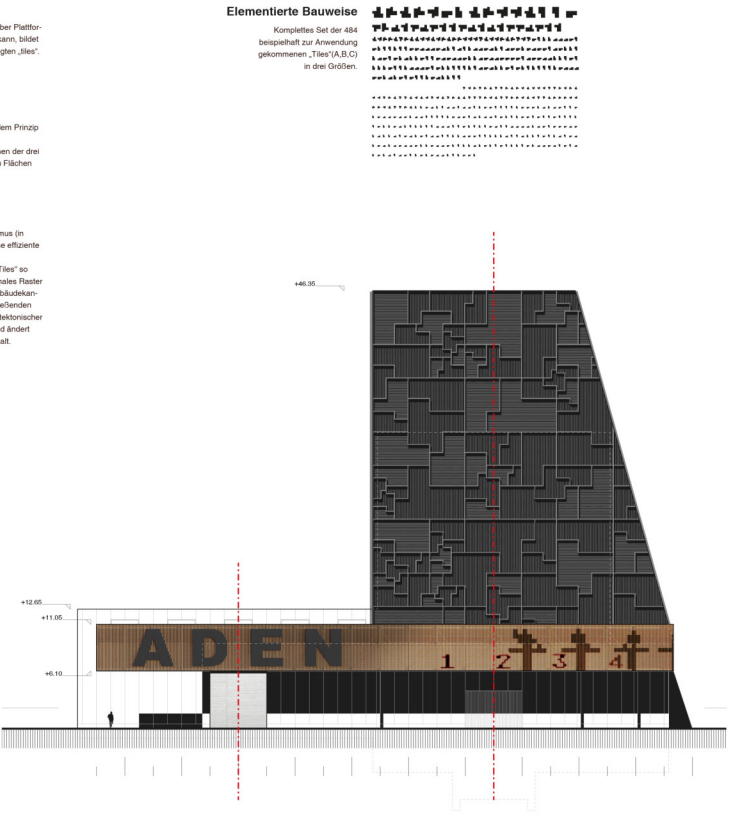 ber Plattfor-
kann, bildet
gten „tiles“.
lem Prinzip
en der drei
Flächen
mus (in
e effiziente
Tiles“ so
nales Raster
bäudekan-
eßenden
tektonischer
d ändert
alt.
Elementierte Bauweise
Komplettes Set der 484
beispielhaft zur Anwendung
gekommenen „Tiles“(A,B,C)
in drei Größen.
+46.35
+12.65
+11.05
+6.10
ADEN
1 2 3 4